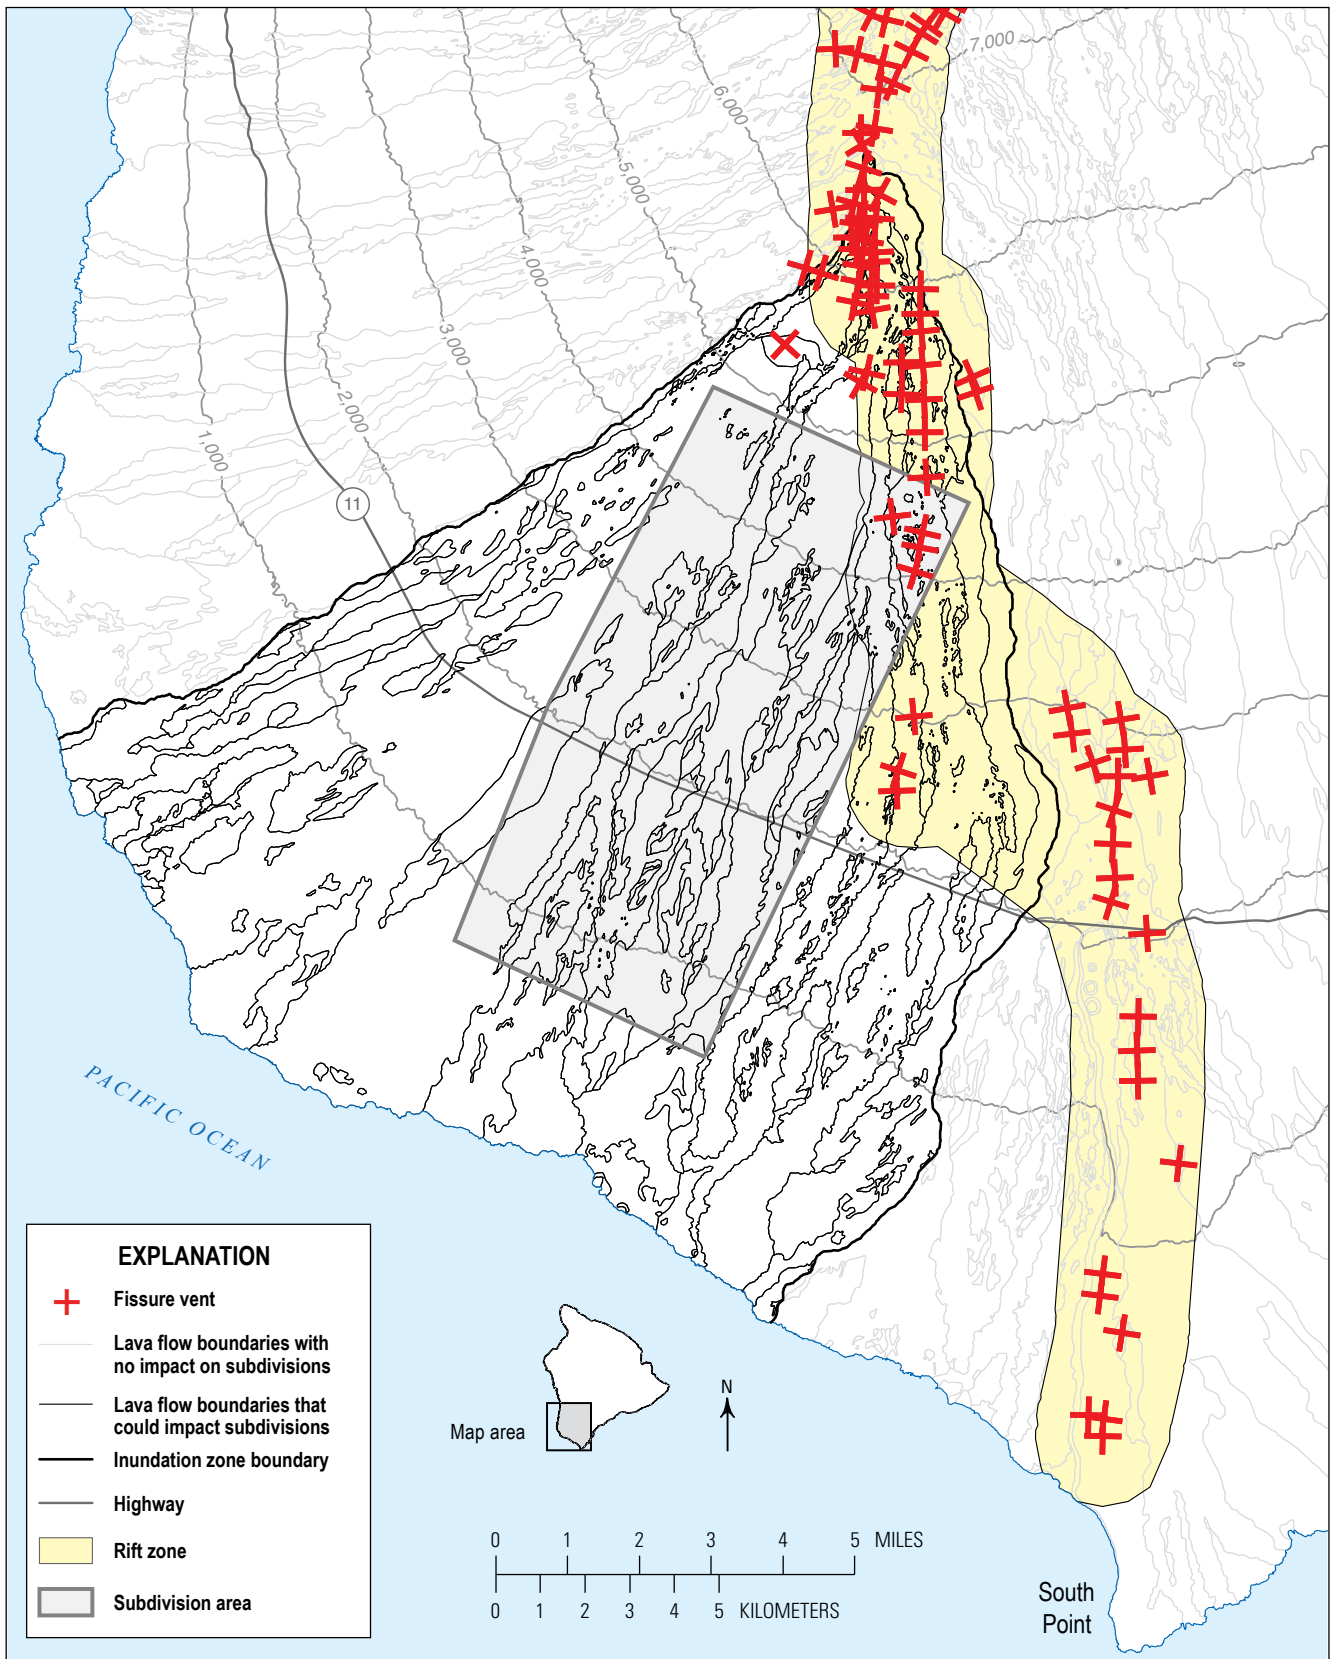 7,000
6,000
5,000
4,000
3,000
2,000
1,000
11
PACIFIC OCEAN
EXPLANATION
Fissure vent
Lava flow boundaries with
no impact on subdivisions
Lava flow boundaries that
could impact subdivisions
Inundation zone boundary
Highway
Rift zone
Subdivision area
Map area
N
0 1 2 3 4 5 MILES
0 1 2 3 4 5 KILOMETERS
South
Point